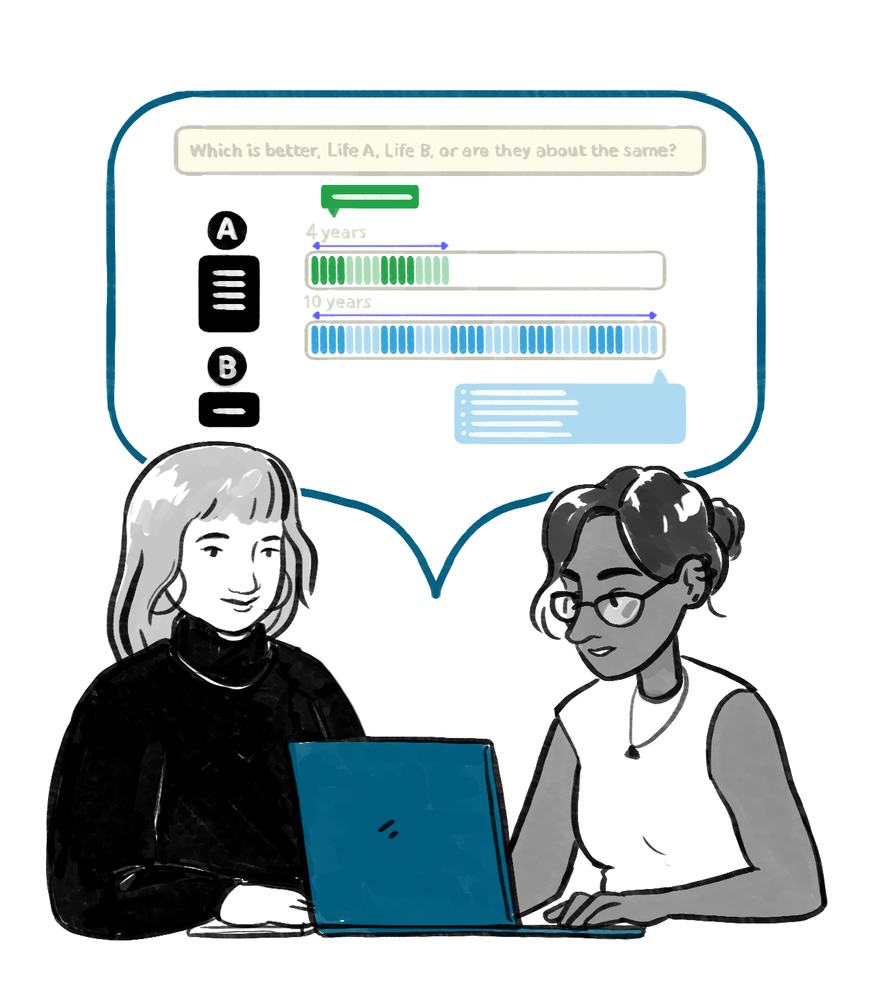 Which is better, Life A, Life B, or are they about the same?
A
4 years
10 years
B